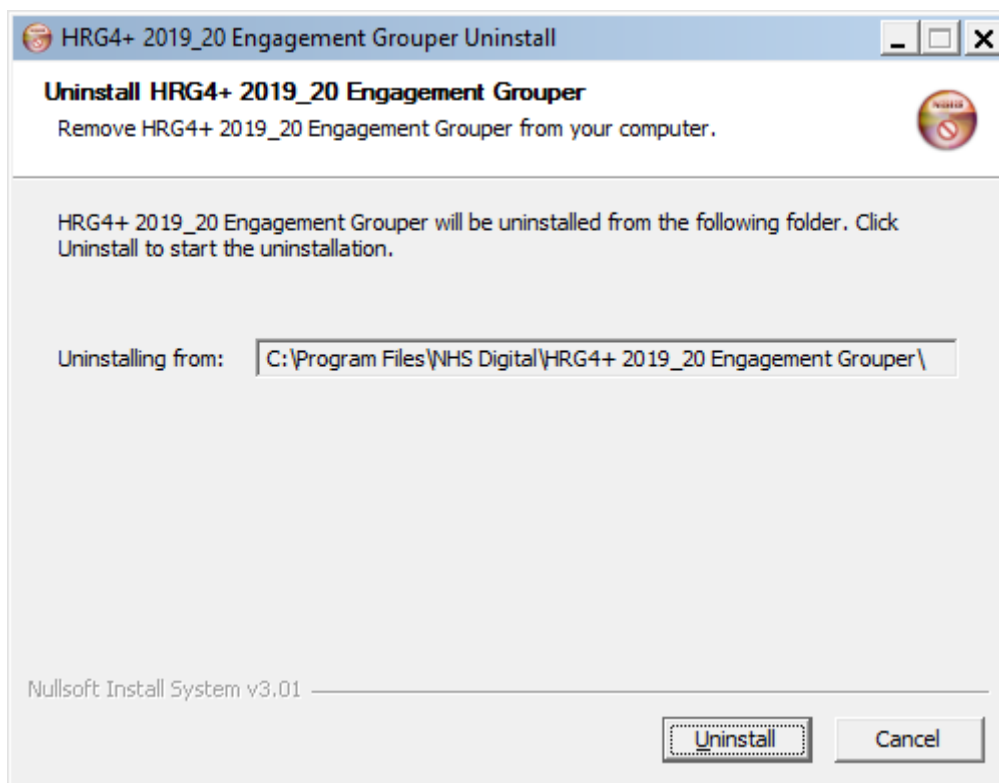 HRG4+ 2019_20 Engagement Grouper Uninstall
Uninstall HRG4+ 2019_20 Engagement Grouper
Remove HRG4+ 2019_20 Engagement Grouper from your computer.
HRG4+ 2019_20 Engagement Grouper will be uninstalled from the following folder. Click
Uninstall to start the uninstallation.
Uninstalling from: C:\Program Files\NHS Digital\HRG4+ 2019_20 Engagement Grouper\
Nullsoft Install System v3.01
Uninstall Cancel